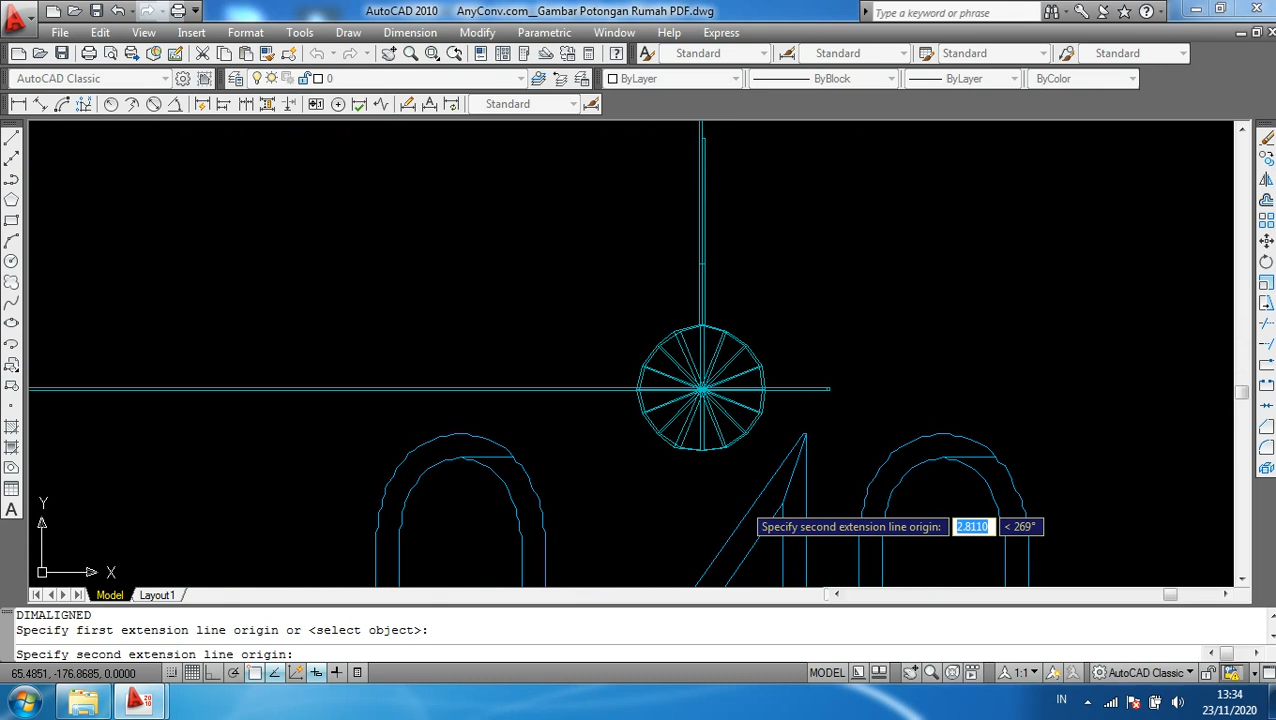 AutoCAD 2010    AnyConv.com__Gambar Potongan Rumah PDF.dwg
Type a keyword or phrase
File Edit View Insert Format Tools Draw Dimension Modify Parametric Window Help Express
Standard Standard Standard Standard
AutoCAD Classic 0 ByLayer ByBlock ByLayer ByColor
Standard
Specify second extension line origin: 2.8110 < 269°
Y
X
Model Layout1
DIMALIGNED
Specify first extension line origin or <select object>:
Specify second extension line origin:
65.4851, -176.8685, 0.0000 MODEL 1:1 AutoCAD Classic
20
10
IN 13:34
23/11/2020
A